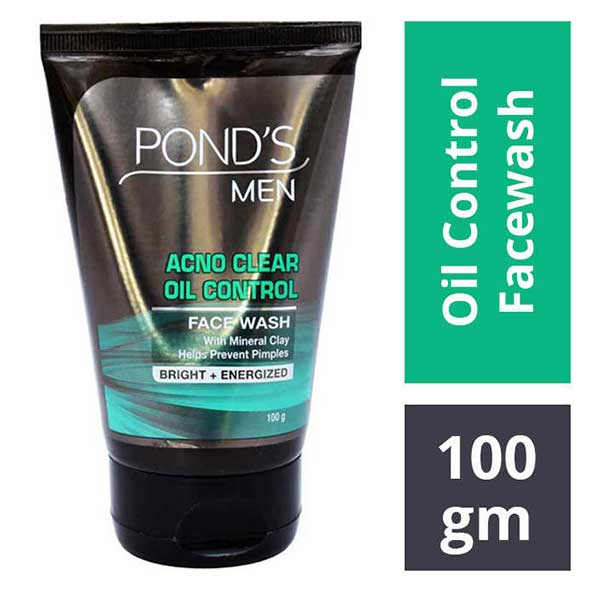 POND'S
MEN
ACNO CLEAR
OIL CONTROL
FACE WASH
With Mineral Clay
Helps Prevent Pimples
BRIGHT + ENERGIZED
100 g
Oil Control
Facewash
100
gm